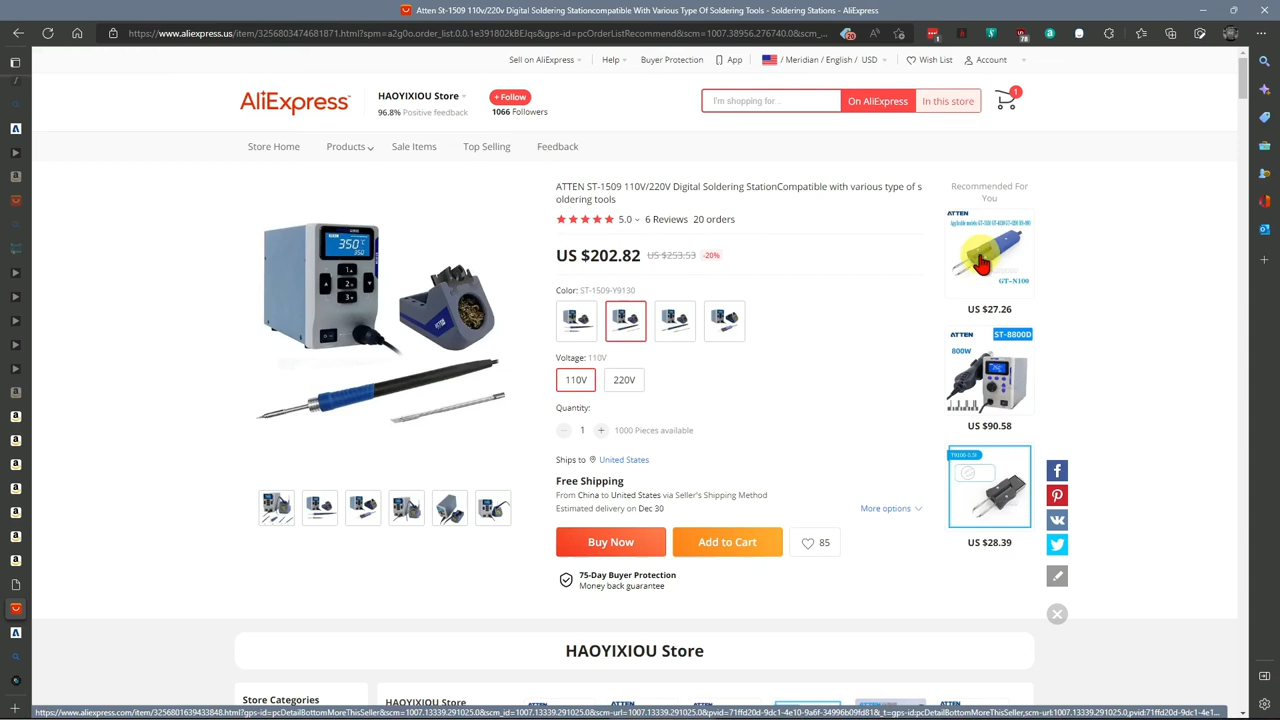 Atten St-1509 110v/220v Digital Soldering Stationcompatible With Various Type Of Soldering Tools - Soldering Stations - AliExpress
Sell on AliExpress
Help
Buyer Protection
App
/ Meridian / English / USD
Wish List
Account
AliExpress
HAOYIXIOU Store
96.8% Positive feedback
+ Follow
1066 Followers
I'm shopping for...
On AliExpress
In this store
1
Store Home
Products
Sale Items
Top Selling
Feedback
ATTEN ST-1509 110V/220V Digital Soldering StationCompatible with various type of s
oldering tools
5.0
6 Reviews
20 orders
US $202.82
US $253.53
-20%
Color: ST-1509-Y9130
Voltage: 110V
110V
220V
Quantity:
1
1000 Pieces available
Ships to
United States
Free Shipping
From China to United States via Seller's Shipping Method
Estimated delivery on Dec 30
More options
Buy Now
Add to Cart
85
75-Day Buyer Protection
Money back guarantee
Recommended For
You
ATTEN
GT-N100
US $27.26
ATTEN
ST-8800D
800W
US $90.58
US $28.39
HAOYIXIOU Store
Store Categories
HAOYIXIOU Store